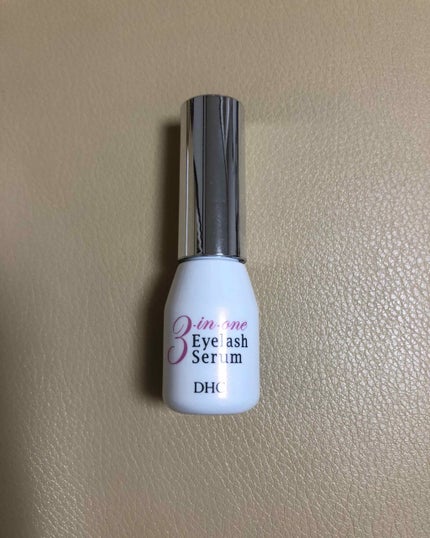 3-in-one
Eyelash
Serum
DHC